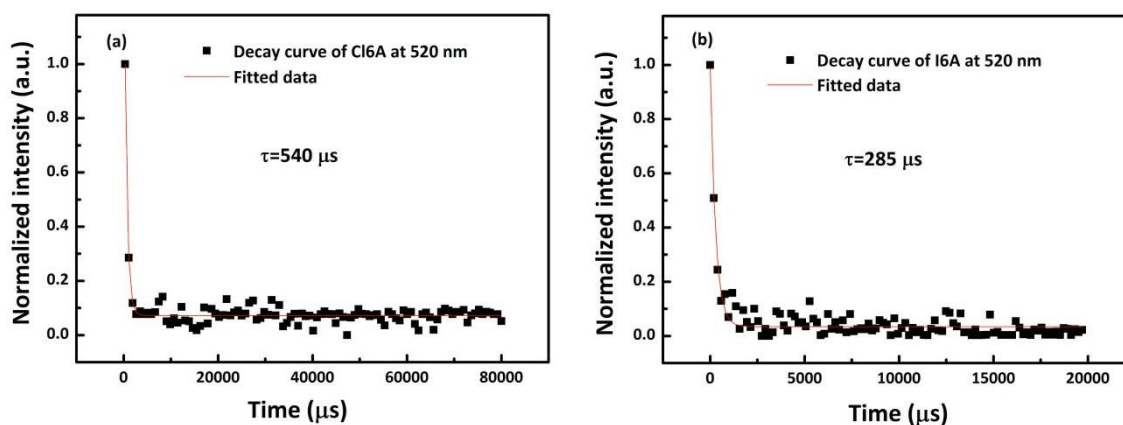 (a)
Decay curve of Cl6A at 520 nm
Fitted data
τ=540 μs
Normalized intensity (a.u.)
1.0
0.8
0.6
0.4
0.2
0.0
0
20000
40000
60000
80000
Time (μs)
(b)
Decay curve of I6A at 520 nm
Fitted data
τ=285 μs
Normalized intensity (a.u.)
1.0
0.8
0.6
0.4
0.2
0.0
0
5000
10000
15000
20000
Time (μs)